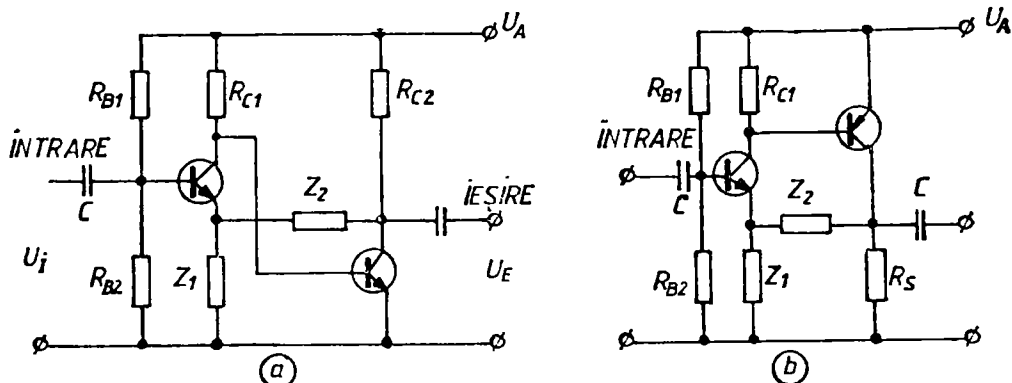 U_A
R_B1
R_C1
R_C2
INTRARE
C
Z_2
IEȘIRE
U_i
R_B2
Z_1
U_E
a
U_A
R_B1
R_C1
INTRARE
C
Z_2
C
R_B2
Z_1
R_S
b